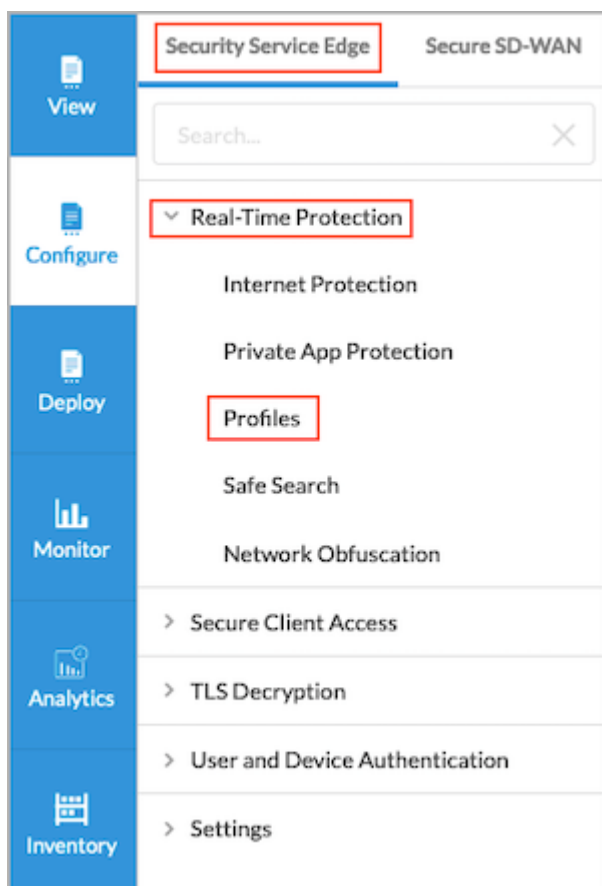 View
Configure
Deploy
Monitor
Analytics
Inventory
Security Service Edge
Secure SD-WAN
Search...
Real-Time Protection
Internet Protection
Private App Protection
Profiles
Safe Search
Network Obfuscation
Secure Client Access
TLS Decryption
User and Device Authentication
Settings